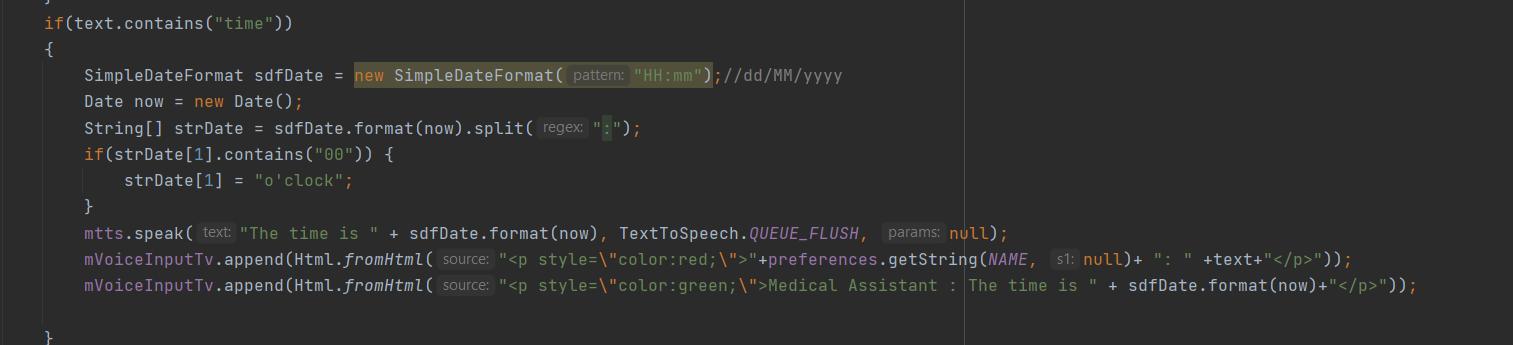 }
if(text.contains("time"))
{
SimpleDateFormat sdfDate = new SimpleDateFormat( pattern: "HH:mm");//dd/MM/yyyy
Date now = new Date();
String[] strDate = sdfDate.format(now).split( regex: ":");
if(strDate[1].contains("00")) {
strDate[1] = "o'clock";
}
mtts.speak( text: "The time is " + sdfDate.format(now), TextToSpeech.QUEUE_FLUSH, params: null);
mVoiceInputTv.append(Html.fromHtml( source: "<p style=\"color:red;\">"+preferences.getString(NAME, s1: null)+ ": " +text+"</p>"));
mVoiceInputTv.append(Html.fromHtml( source: "<p style=\"color:green;\">Medical Assistant : The time is " + sdfDate.format(now)+"</p>"));
}